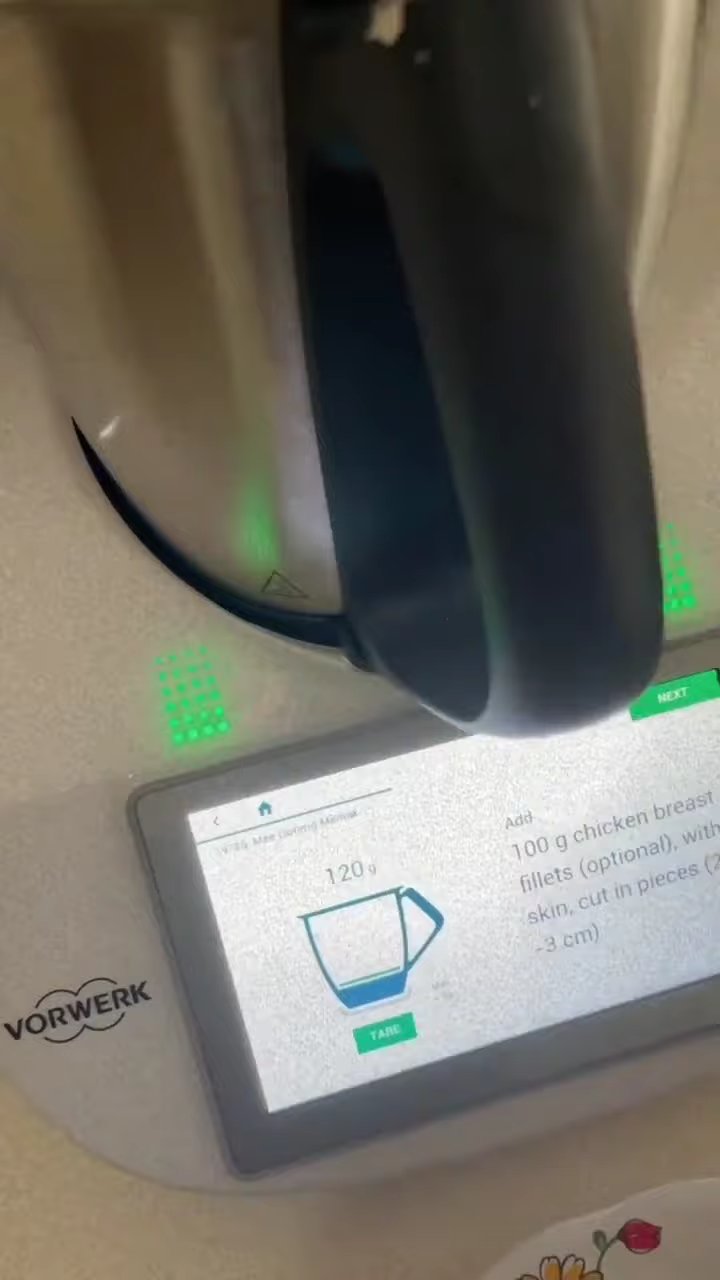 NEXT
120 g
TARE
Add
100 g chicken breast
fillets (optional), with
skin, cut in pieces (2
-3 cm)
VORWERK